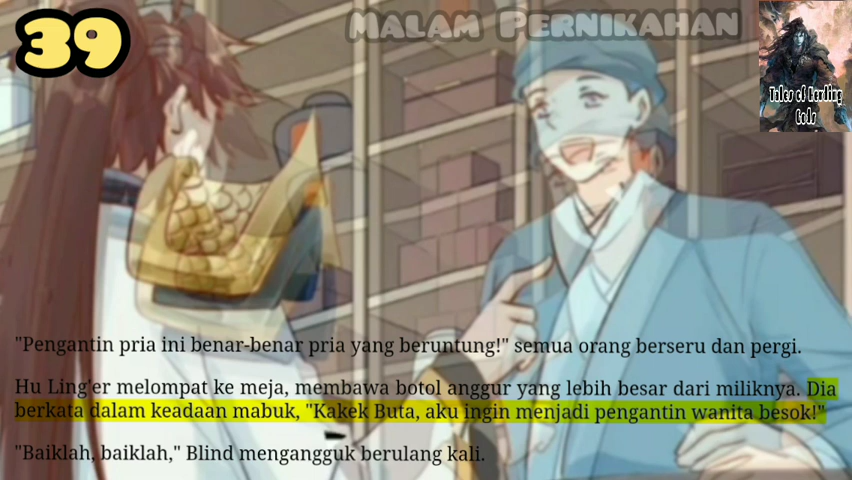 39
Malam Pernikahan
Tales of Herding
Gods
"Pengantin pria ini benar-benar pria yang beruntung!" semua orang berseru dan pergi.
Hu Ling'er melompat ke meja, membawa botol anggur yang lebih besar dari miliknya. Dia
berkata dalam keadaan mabuk, "Kakek Buta, aku ingin menjadi pengantin wanita besok!"
"Baiklah, baiklah," Blind mengangguk berulang kali.